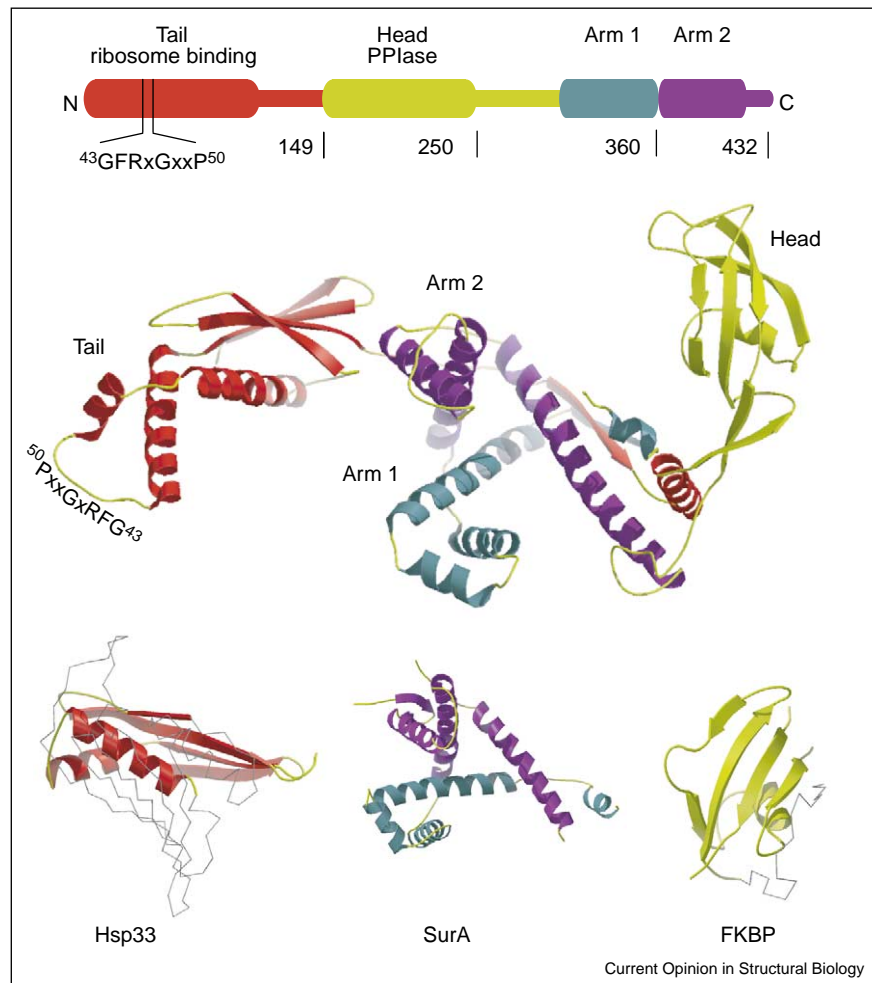 Tail
ribosome binding
Head
PPIase
Arm 1
Arm 2
N
C
⁴³GFRxGxxP⁵⁰
149
250
360
432
Head
Arm 2
Tail
Arm 1
⁵⁰PxxGxRFG⁴³
Hsp33
SurA
FKBP
Current Opinion in Structural Biology